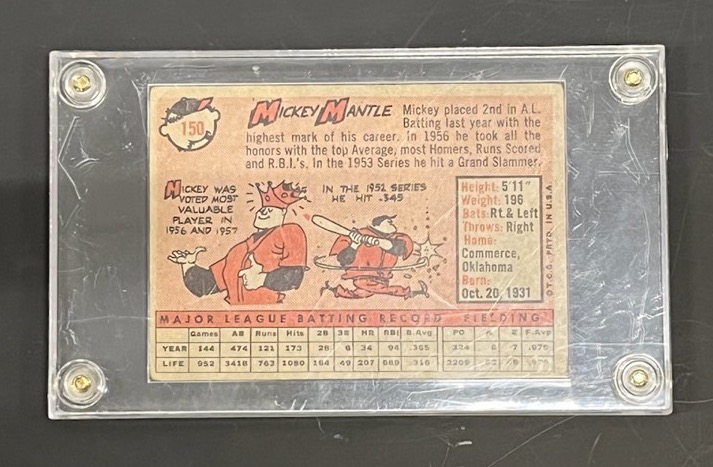 150
MICKEY MANTLE
Mickey placed 2nd in A.L.
Batting last year with the
highest mark of his career. In 1956 he took all the
honors with the top Average, most Homers, Runs Scored
and R.B.I.'s. In the 1953 Series he hit a Grand Slammer.
MICKEY WAS
VOTED MOST
VALUABLE
PLAYER IN
1956 AND 1957
IN THE 1952 SERIES
HE HIT .345
Height: 5'11"
Weight: 196
Bats: Rt. & Left
Throws: Right
Home:
Commerce,
Oklahoma
Born:
Oct. 20, 1931
© T.C.G. PRTD. IN U.S.A.
MAJOR LEAGUE BATTING RECORD FIELDING
Games AB Runs Hits 2B 3B HR RBI B.Avg. PO A E F.Avg.
YEAR 144 474 121 173 28 6 34 94 .365 324 6 7 .979
LIFE 952 3418 763 1080 164 49 207 .316 2209